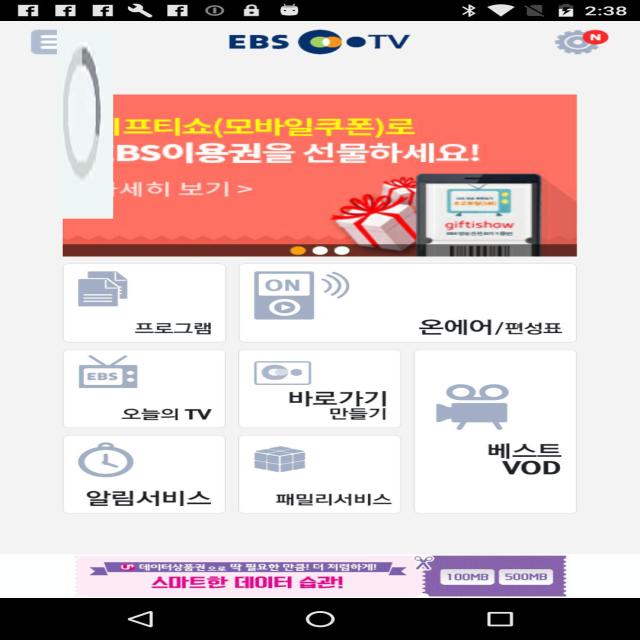 2:38
EBS TV
N
프티쇼(모바일쿠폰)로
EBS이용권을 선물하세요!
세히 보기 >
giftishow
프로그램
ON
온에어/편성표
EBS
오늘의 TV
바로가기
만들기
베스트
VOD
알림서비스
패밀리서비스
데이터상품권으로 딱 필요한 만큼! 더 저렴하게!
스마트한 데이터 습관!
100MB
500MB